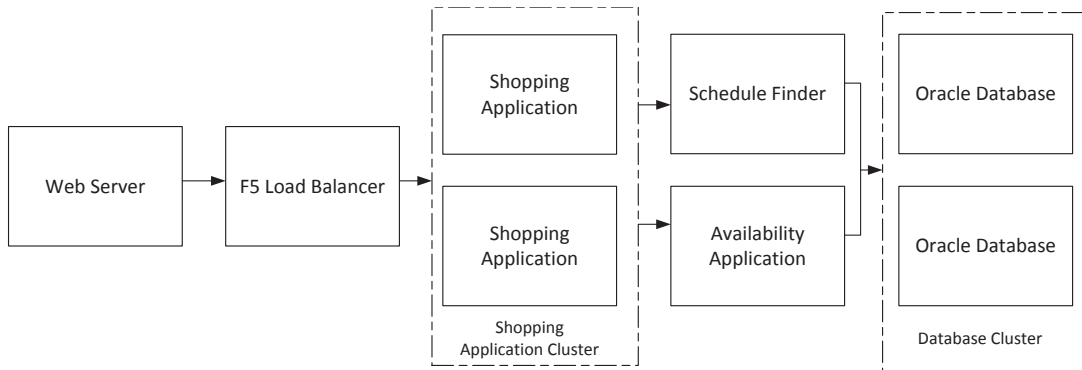 Web Server
F5 Load Balancer
Shopping
Application
Shopping
Application
Shopping
Application Cluster
Schedule Finder
Availability
Application
Oracle Database
Oracle Database
Database Cluster